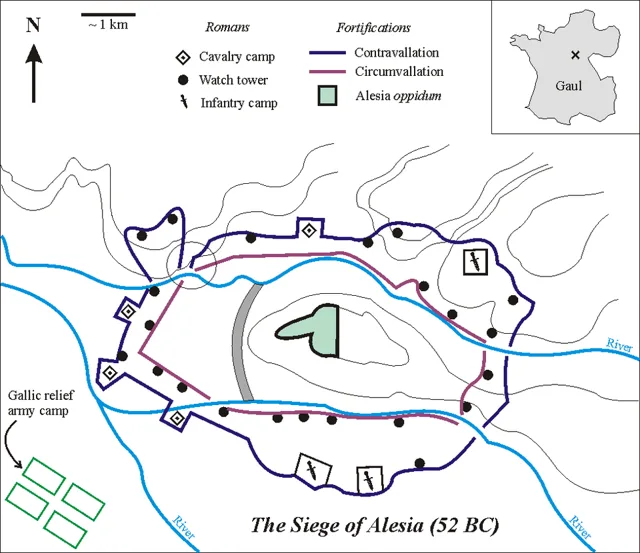 N
~ 1 km
Romans
Cavalry camp
Watch tower
Infantry camp
Fortifications
Contravallation
Circumvallation
Alesia oppidum
Gaul
River
Gallic relief
army camp
River
River
The Siege of Alesia (52 BC)